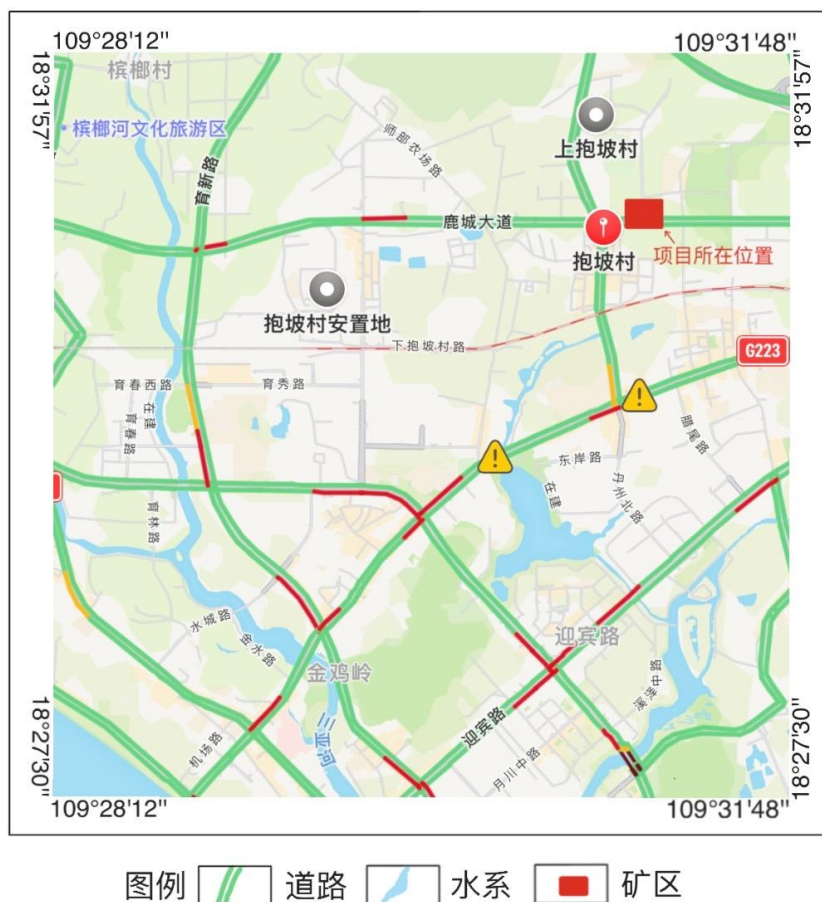 109°28'12"
109°31'48"
18°31'57"
18°31'57"
槟榔村
槟榔河文化旅游区
师部农场路
上抱坡村
育新路
鹿城大道
抱坡村
项目所在位置
抱坡村安置地
下抱坡村路
G223
育春西路
育秀路
在建
育春路
腊尾路
东岸路
在建
丹州北路
育林路
水城路
金水路
迎宾路
金鸡岭
三亚河
迎宾路
机场路
月川中路
18°27'30"
18°27'30"
109°28'12"
109°31'48"
图例
道路
水系
矿区